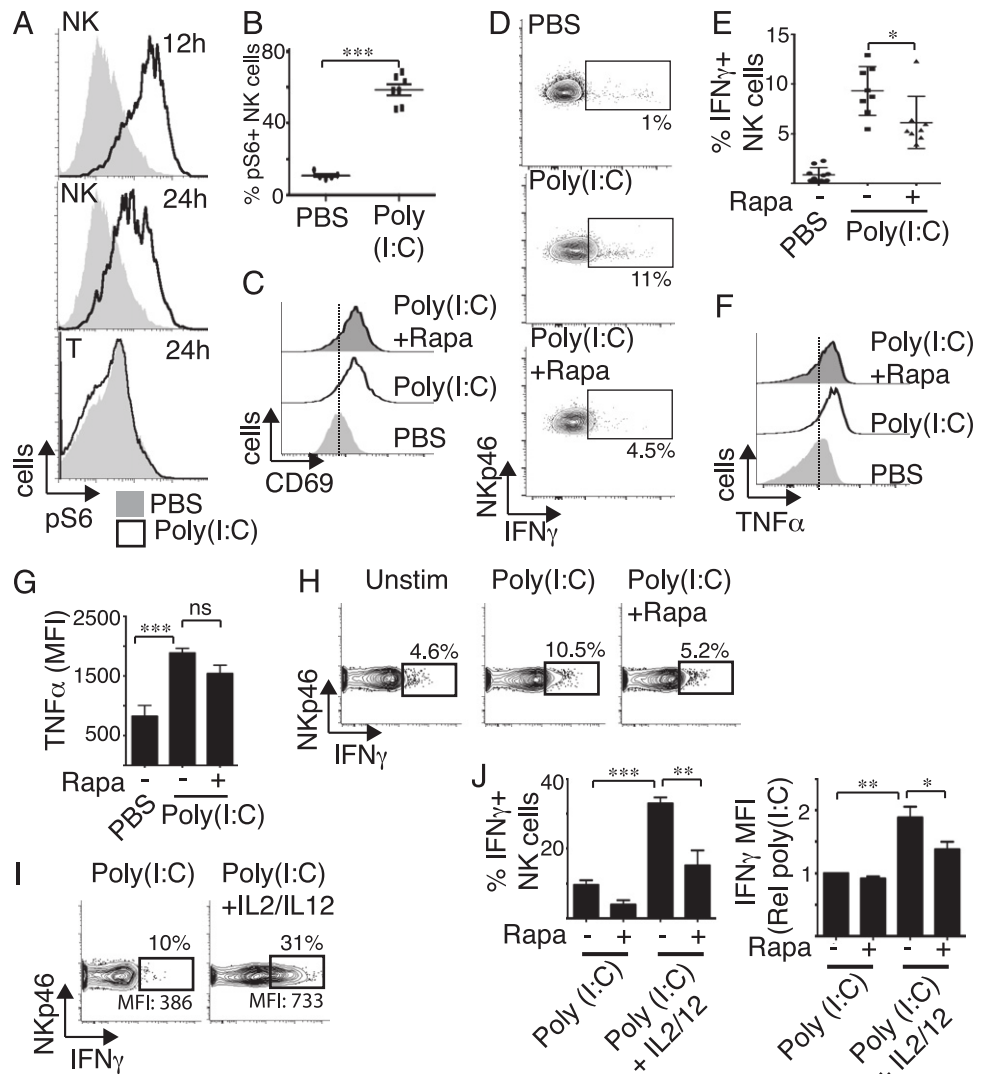 A
NK
12h
NK
24h
T
24h
cells
pS6
PBS
Poly(I:C)
B
% pS6+ NK cells
80
40
0
***
PBS
Poly
(I:C)
C
Poly(I:C)
+Rapa
Poly(I:C)
PBS
cells
CD69
D
PBS
1%
Poly(I:C)
11%
Poly(I:C)
+Rapa
4.5%
NKp46
IFNγ
E
% IFNγ+
NK cells
15
10
5
*
Rapa - - +
PBS
Poly(I:C)
F
Poly(I:C)
+Rapa
Poly(I:C)
PBS
cells
TNFα
G
TNFα (MFI)
2500
1500
500
***
ns
Rapa - - +
PBS
Poly(I:C)
H
Unstim
Poly(I:C)
Poly(I:C)
+Rapa
4.6%
10.5%
5.2%
NKp46
IFNγ
I
Poly(I:C)
Poly(I:C)
+IL2/IL12
10%
31%
MFI: 386
MFI: 733
NKp46
IFNγ
J
% IFNγ+
NK cells
40
20
***
**
Rapa - + - +
Poly (I:C)
Poly (I:C)
+ IL2/12
IFNγ MFI
(Rel poly(I:C)
2
1
**
*
Rapa - + - +
Poly (I:C)
Poly (I:C)
IL2/12